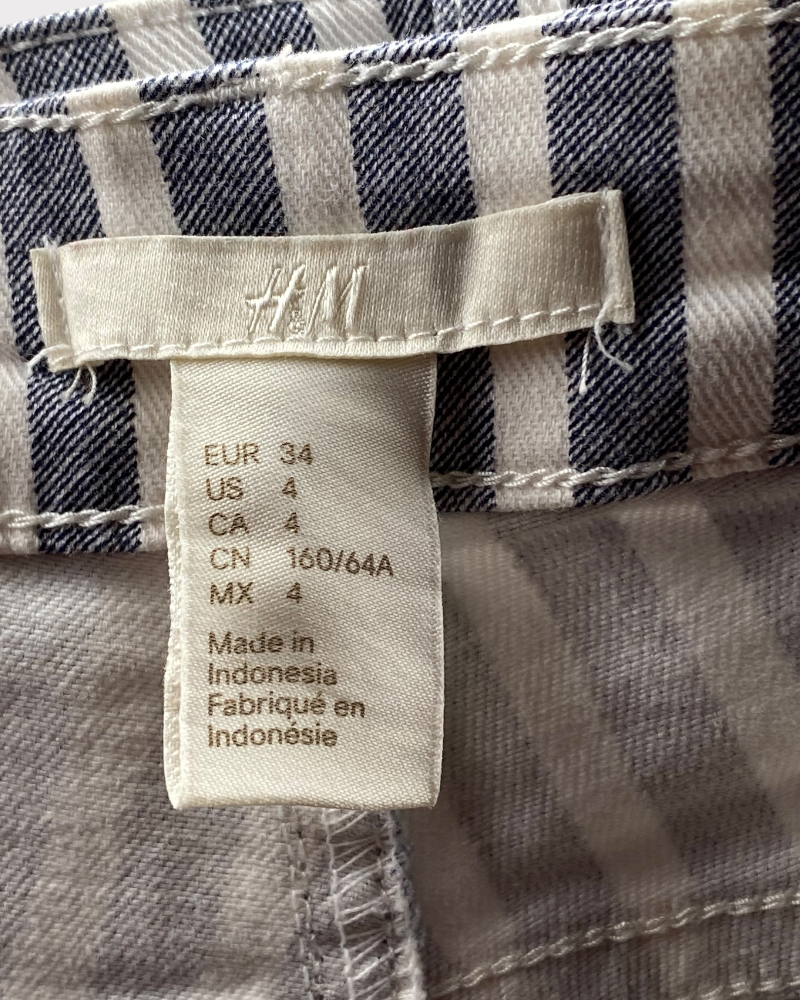 H&M
EUR 34
US 4
CA 4
CN 160/64A
MX 4
Made in
Indonesia
Fabriqué en
Indonésie